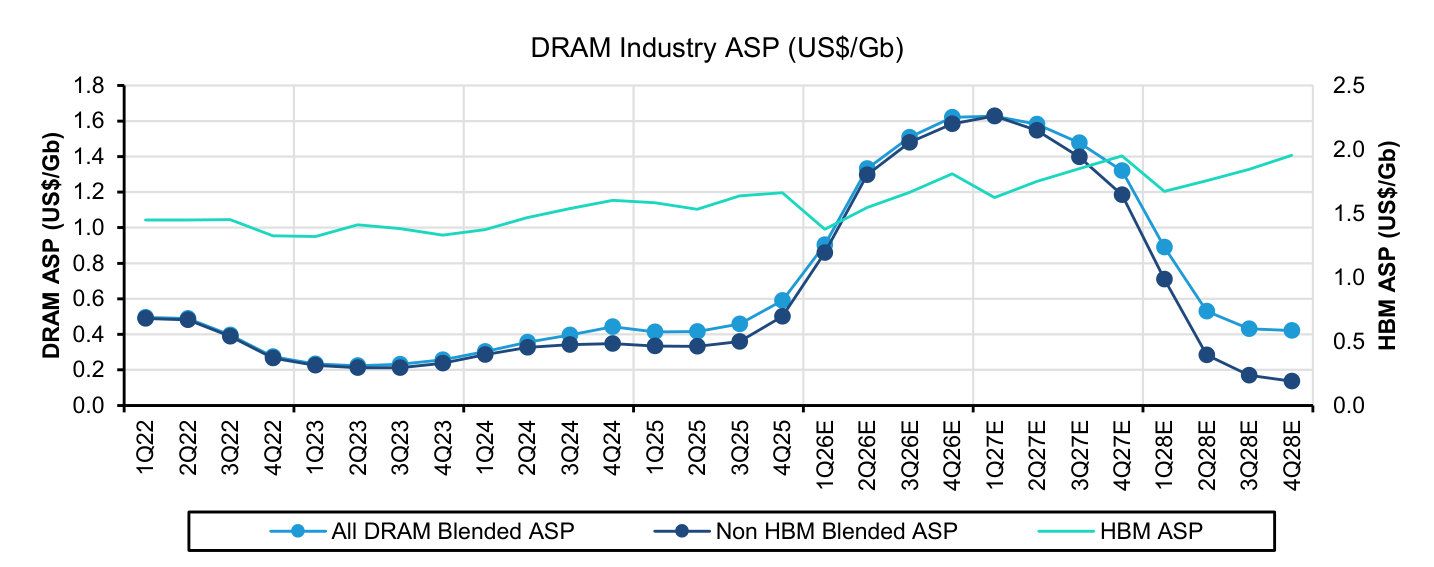 DRAM Industry ASP (US$/Gb)
DRAM ASP (US$/Gb)
1.8
1.6
1.4
1.2
1.0
0.8
0.6
0.4
0.2
0.0
2.5
2.0
1.5
1.0
0.5
0.0
HBM ASP (US$/Gb)
1Q22
2Q22
3Q22
4Q22
1Q23
2Q23
3Q23
4Q23
1Q24
2Q24
3Q24
4Q24
1Q25
2Q25
3Q25
4Q25
1Q26E
2Q26E
3Q26E
4Q26E
1Q27E
2Q27E
3Q27E
4Q27E
1Q28E
2Q28E
3Q28E
4Q28E
All DRAM Blended ASP
Non HBM Blended ASP
HBM ASP